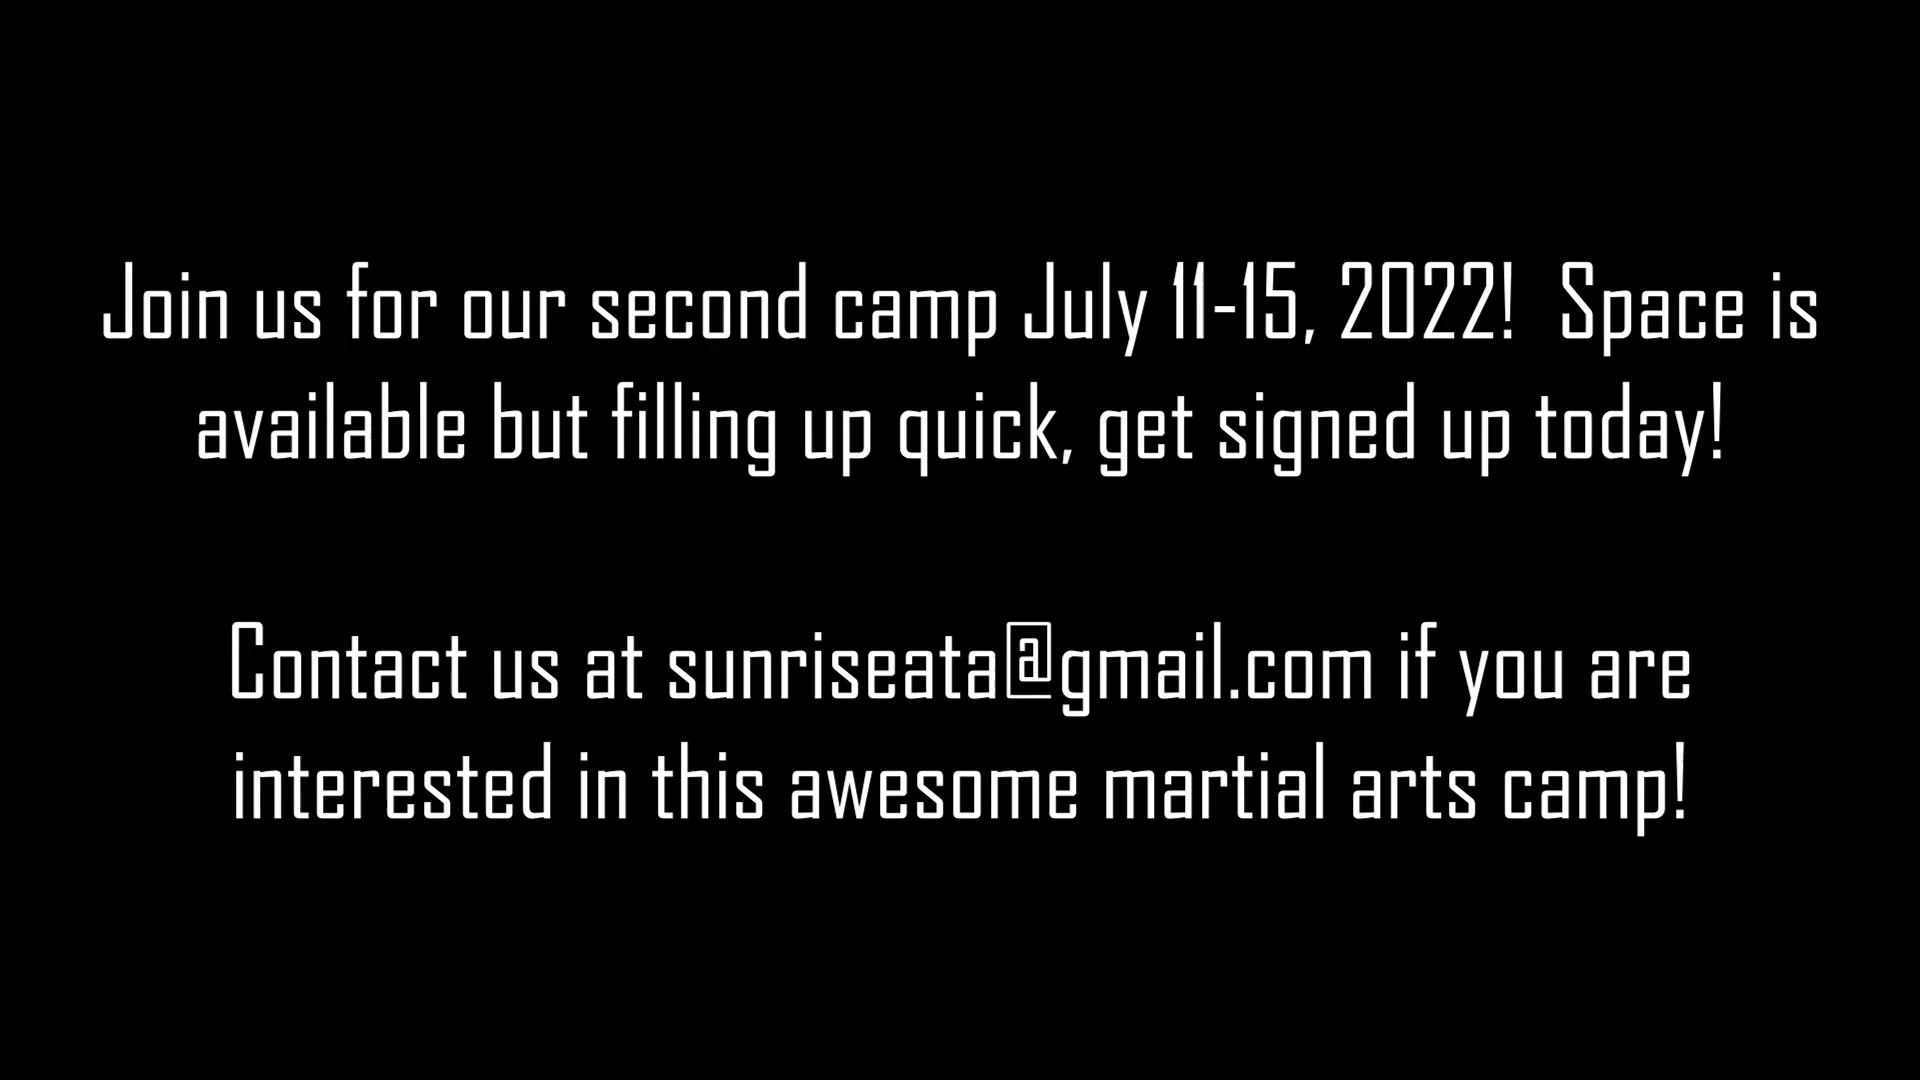 Join us for our second camp July 11-15, 2022!  Space is
available but filling up quick, get signed up today!
Contact us at sunriseata@gmail.com if you are
interested in this awesome martial arts camp!